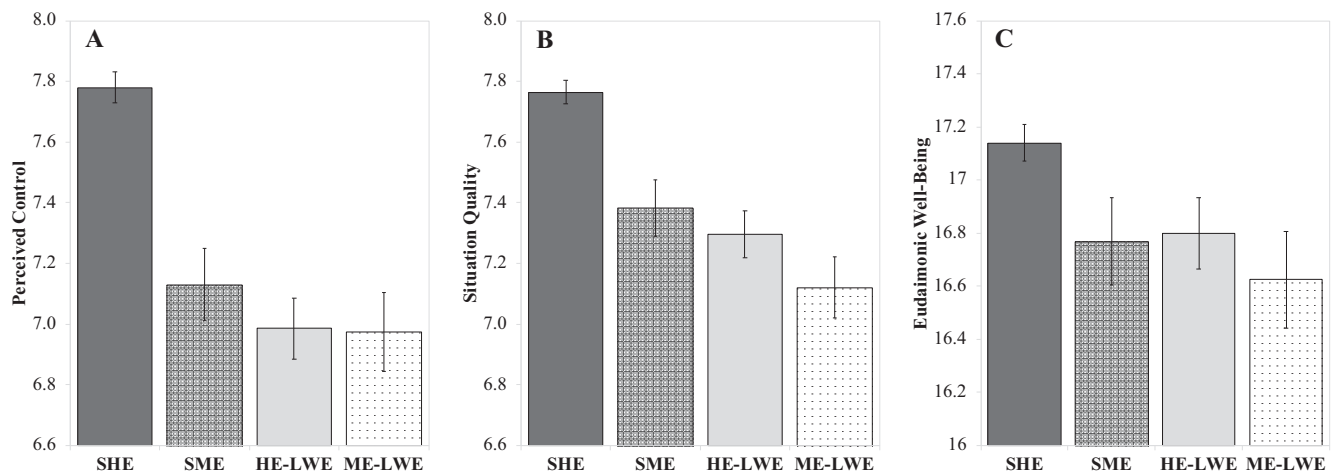 A
Perceived Control
8.0
7.8
7.6
7.4
7.2
7.0
6.8
6.6
SHE SME HE-LWE ME-LWE
B
Situation Quality
8.0
7.8
7.6
7.4
7.2
7.0
6.8
6.6
SHE SME HE-LWE ME-LWE
C
Eudaimonic Well-Being
17.6
17.4
17.2
17
16.8
16.6
16.4
16.2
16
SHE SME HE-LWE ME-LWE